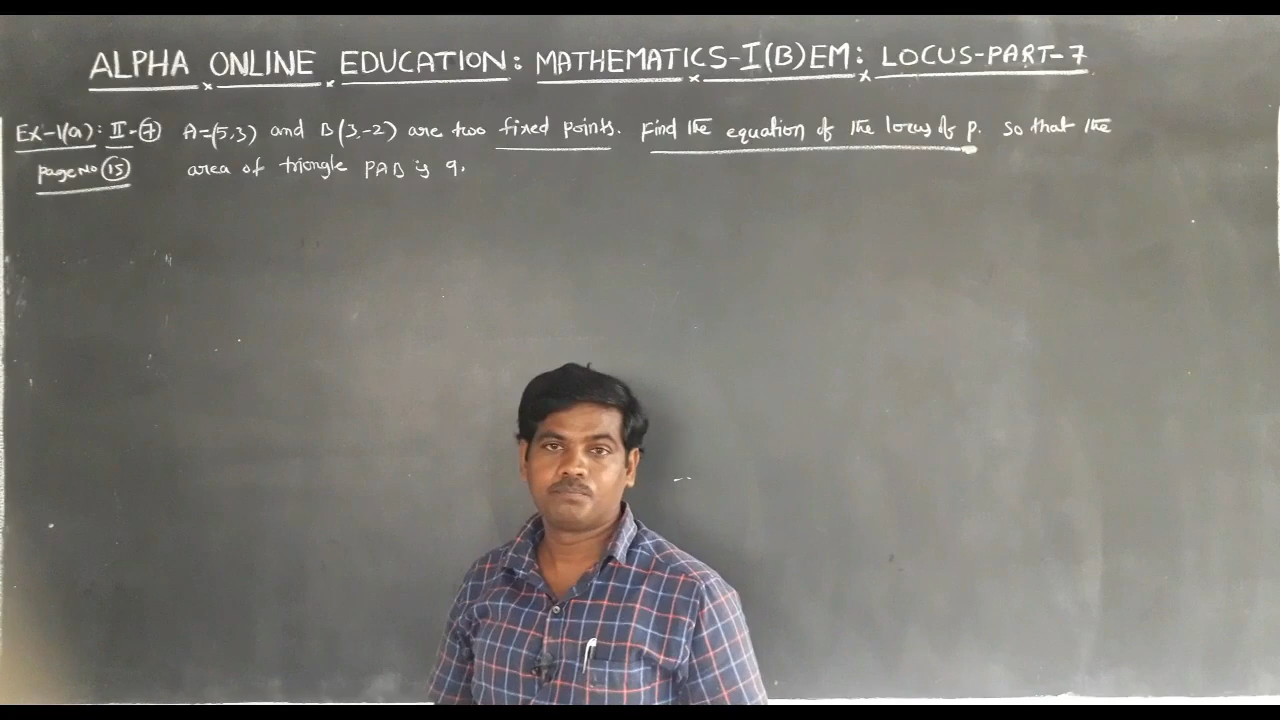 ALPHA ONLINE EDUCATION: MATHEMATICS-I(B)EM: LOCUS-PART-7
Ex-1(a): II-7 A=(5,3) and B(3,-2) are two fixed points. Find the equation of the locus of p. so that the
page No 15 area of triangle PAB is 9.